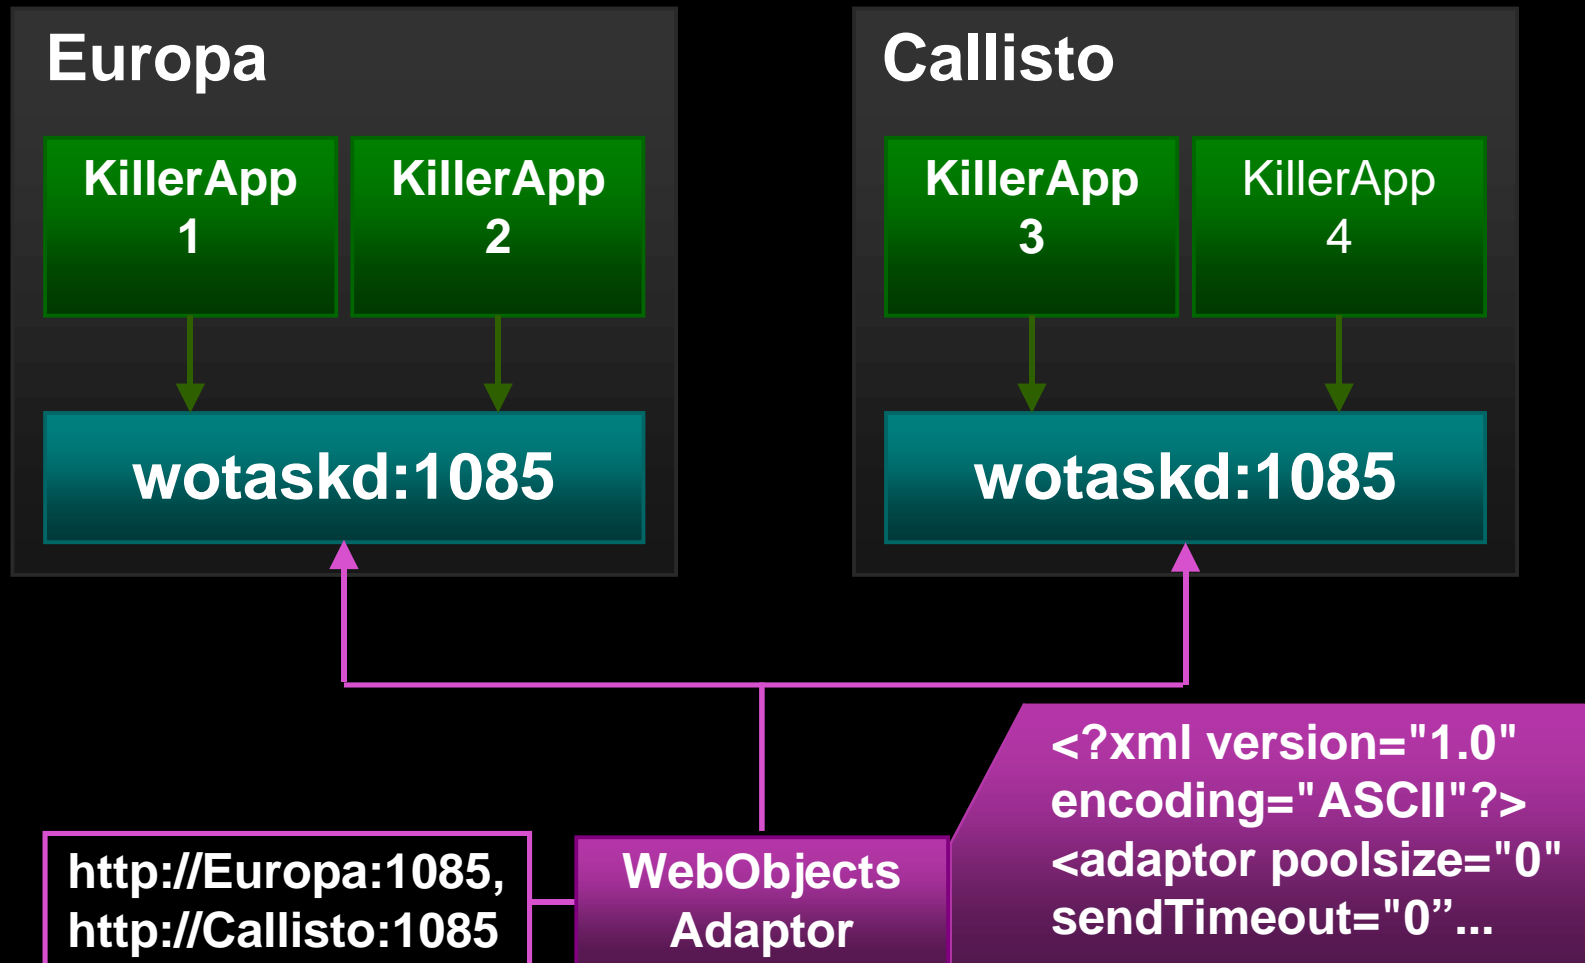 Europa
KillerApp
1
KillerApp
2
wotaskd:1085
Callisto
KillerApp
3
KillerApp
4
wotaskd:1085
http://Europa:1085,
http://Callisto:1085
WebObjects
Adaptor
<?xml version="1.0"
encoding="ASCII"?>
<adaptor poolsize="0"
sendTimeout="0”...